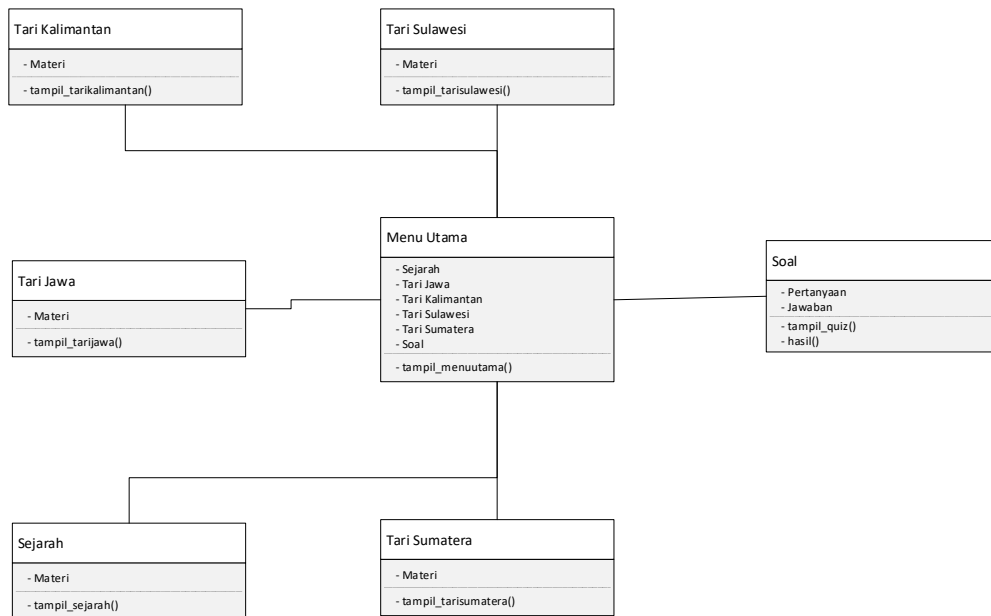 Tari Kalimantan
- Materi
- tampil_tarikalimantan()
Tari Sulawesi
- Materi
- tampil_tarisulawesi()
Tari Jawa
- Materi
- tampil_tarijawa()
Menu Utama
- Sejarah
- Tari Jawa
- Tari Kalimantan
- Tari Sulawesi
- Tari Sumatera
- Soal
- tampil_menuutama()
Soal
- Pertanyaan
- Jawaban
- tampil_quiz()
- hasil()
Sejarah
- Materi
- tampil_sejarah()
Tari Sumatera
- Materi
- tampil_tarisumatera()